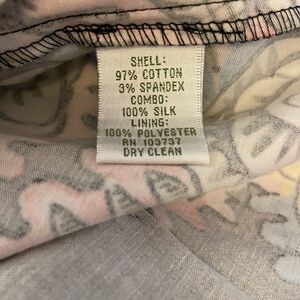 SHELL:
97% COTTON
3% SPANDEX
COMBO:
100% SILK
LINING:
100% POLYESTER
RN 103737
DRY CLEAN